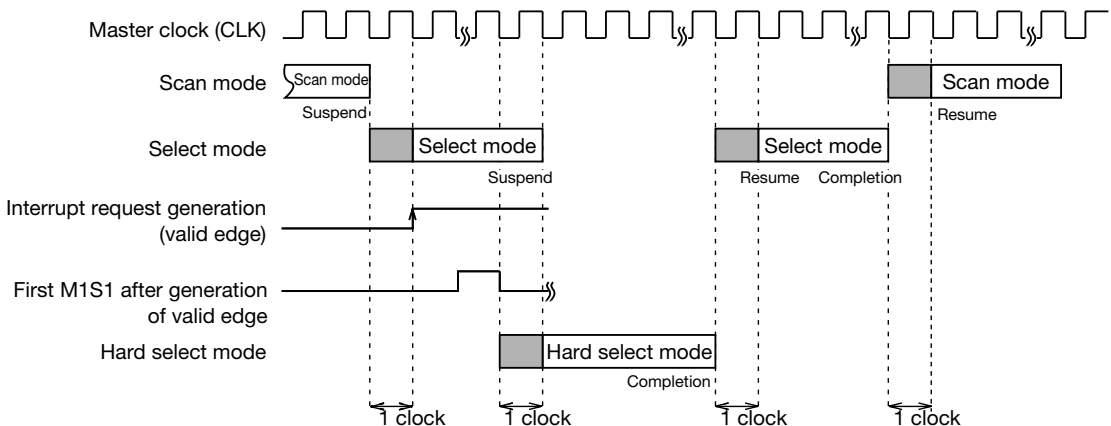 Master clock (CLK)
Scan mode
Scan mode
Scan mode
Suspend
Resume
Select mode
Select mode
Select mode
Suspend
Resume
Completion
Interrupt request generation
(valid edge)
First M1S1 after generation
of valid edge
Hard select mode
Hard select mode
Completion
1 clock
1 clock
1 clock
1 clock